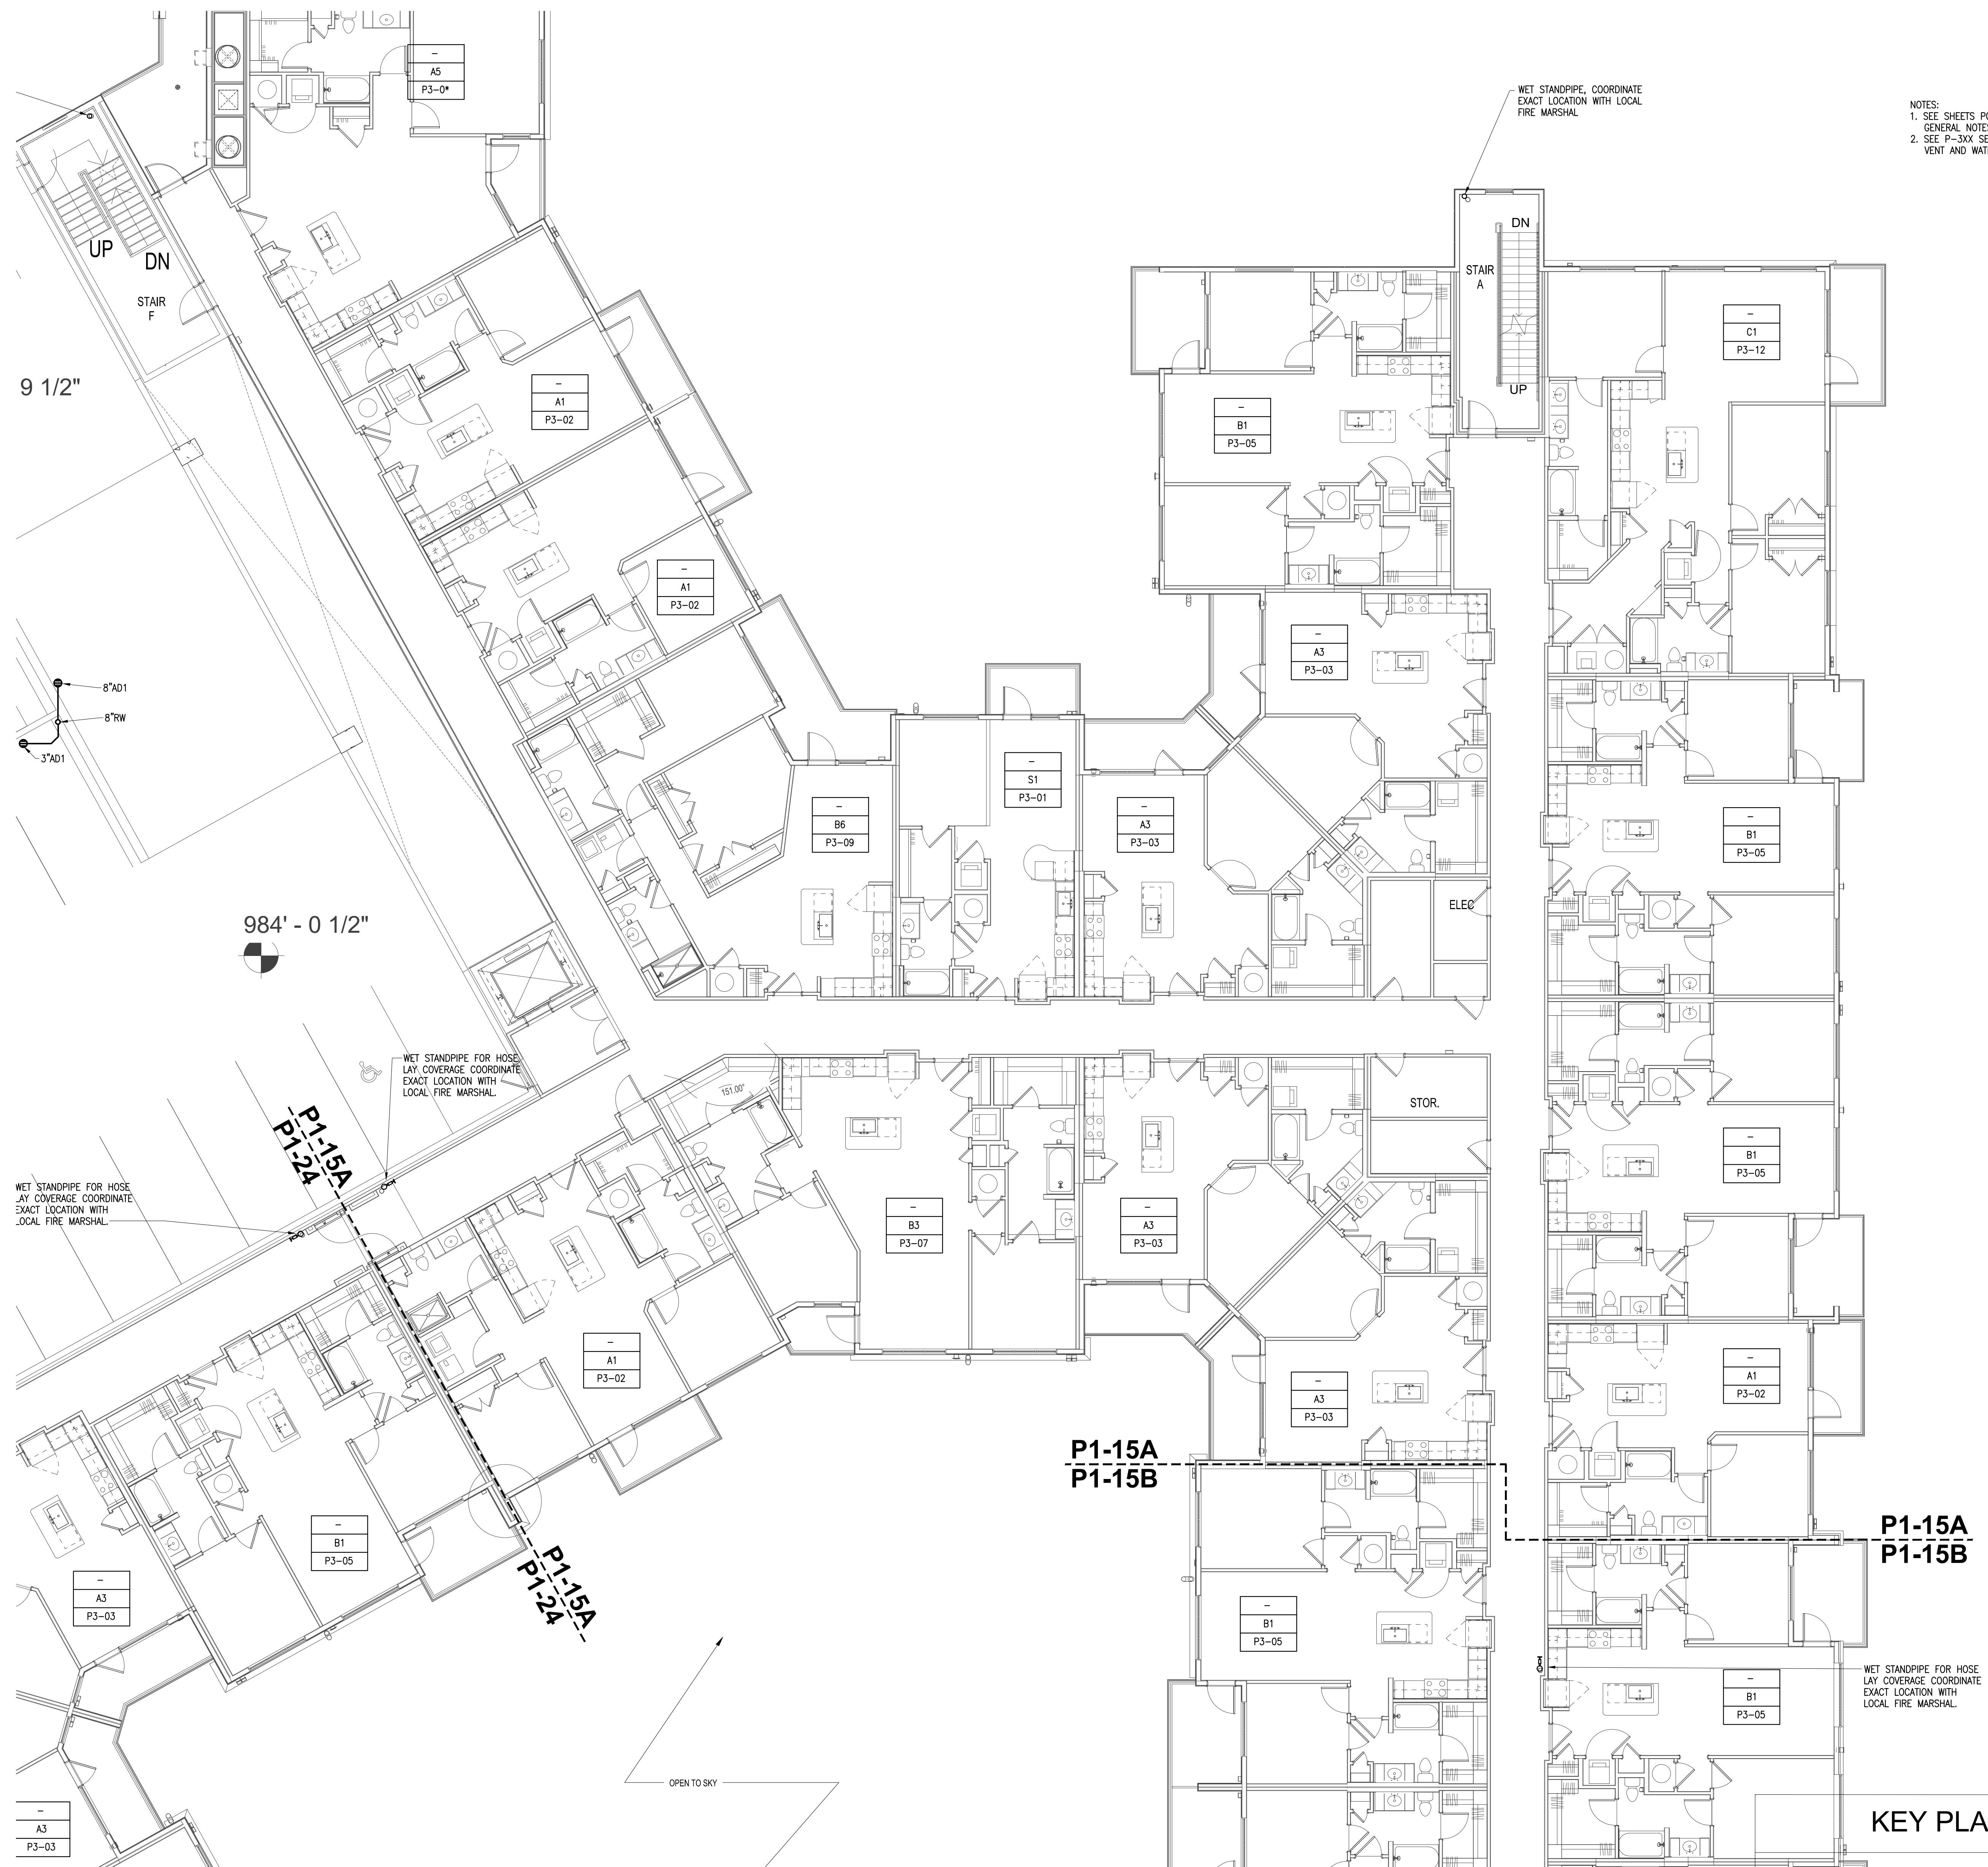 –
A5
P3-0*
WET STANDPIPE, COORDINATE
EXACT LOCATION WITH LOCAL
FIRE MARSHAL
NOTES:
1. SEE SHEETS
GENERAL
2. SEE P-3XX
VENT AND
UP
DN
STAIR
F
9 1/2"
–
A1
P3-02
–
A1
P3-02
DN
STAIR
A
UP
–
C1
P3-12
–
B1
P3-05
–
A3
P3-03
8"AD1
8"RW
3"AD1
–
B6
P3-09
–
S1
P3-01
–
A3
P3-03
–
B1
P3-05
ELEC
984' - 0 1/2"
WET STANDPIPE FOR HOSE
LAY COVERAGE COORDINATE
EXACT LOCATION WITH
LOCAL FIRE MARSHAL.
151.00°
STOR.
P1-15A
P1-24
WET STANDPIPE FOR HOSE
LAY COVERAGE COORDINATE
EXACT LOCATION WITH
LOCAL FIRE MARSHAL.
–
B3
P3-07
–
A3
P3-03
–
B1
P3-05
–
A1
P3-02
–
A3
P3-03
–
A1
P3-02
P1-15A
P1-15B
P1-15A
P1-15B
–
B1
P3-05
P1-15A
P1-24
–
A3
P3-03
–
B1
P3-05
–
B1
P3-05
WET STANDPIPE FOR HOSE
LAY COVERAGE COORDINATE
EXACT LOCATION WITH
LOCAL FIRE MARSHAL.
OPEN TO SKY
–
A3
P3-03
KEY PLA